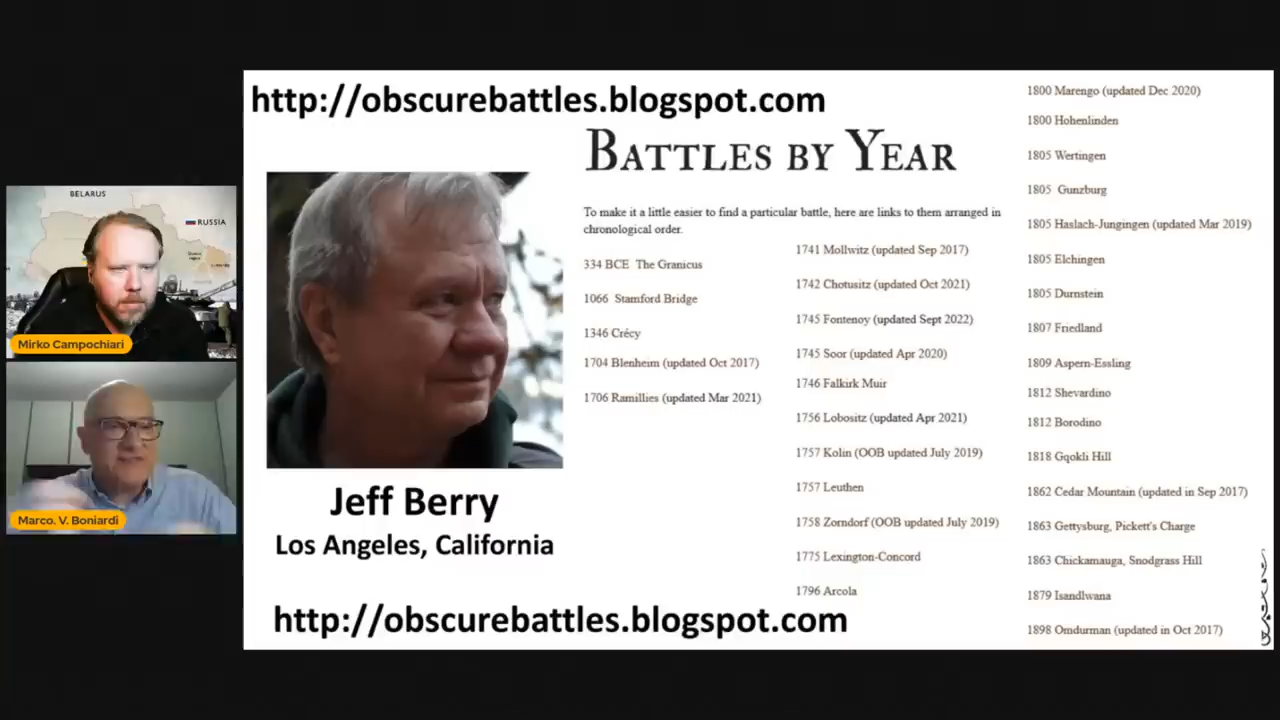 BELARUS
RUSSIA
Mirko Campochiari
Marco. V. Boniardi
http://obscurebattles.blogspot.com
Jeff Berry
Los Angeles, California
http://obscurebattles.blogspot.com
BATTLES BY YEAR
To make it a little easier to find a particular battle, here are links to them arranged in
chronological order.
334 BCE The Granicus
1066 Stamford Bridge
1346 Crécy
1704 Blenheim (updated Oct 2017)
1706 Ramillies (updated Mar 2021)
1741 Mollwitz (updated Sep 2017)
1742 Chotusitz (updated Oct 2021)
1745 Fontenoy (updated Sept 2022)
1745 Soor (updated Apr 2020)
1746 Falkirk Muir
1756 Lobositz (updated Apr 2021)
1757 Kolin (OOB updated July 2019)
1757 Leuthen
1758 Zorndorf (OOB updated July 2019)
1775 Lexington-Concord
1796 Arcola
1800 Marengo (updated Dec 2020)
1800 Hohenlinden
1805 Wertingen
1805 Gunzburg
1805 Haslach-Jungingen (updated Mar 2019)
1805 Elchingen
1805 Durnstein
1807 Friedland
1809 Aspern-Essling
1812 Shevardino
1812 Borodino
1818 Gqokli Hill
1862 Cedar Mountain (updated in Sep 2017)
1863 Gettysburg, Pickett's Charge
1863 Chickamauga, Snodgrass Hill
1879 Isandlwana
1898 Omdurman (updated in Oct 2017)